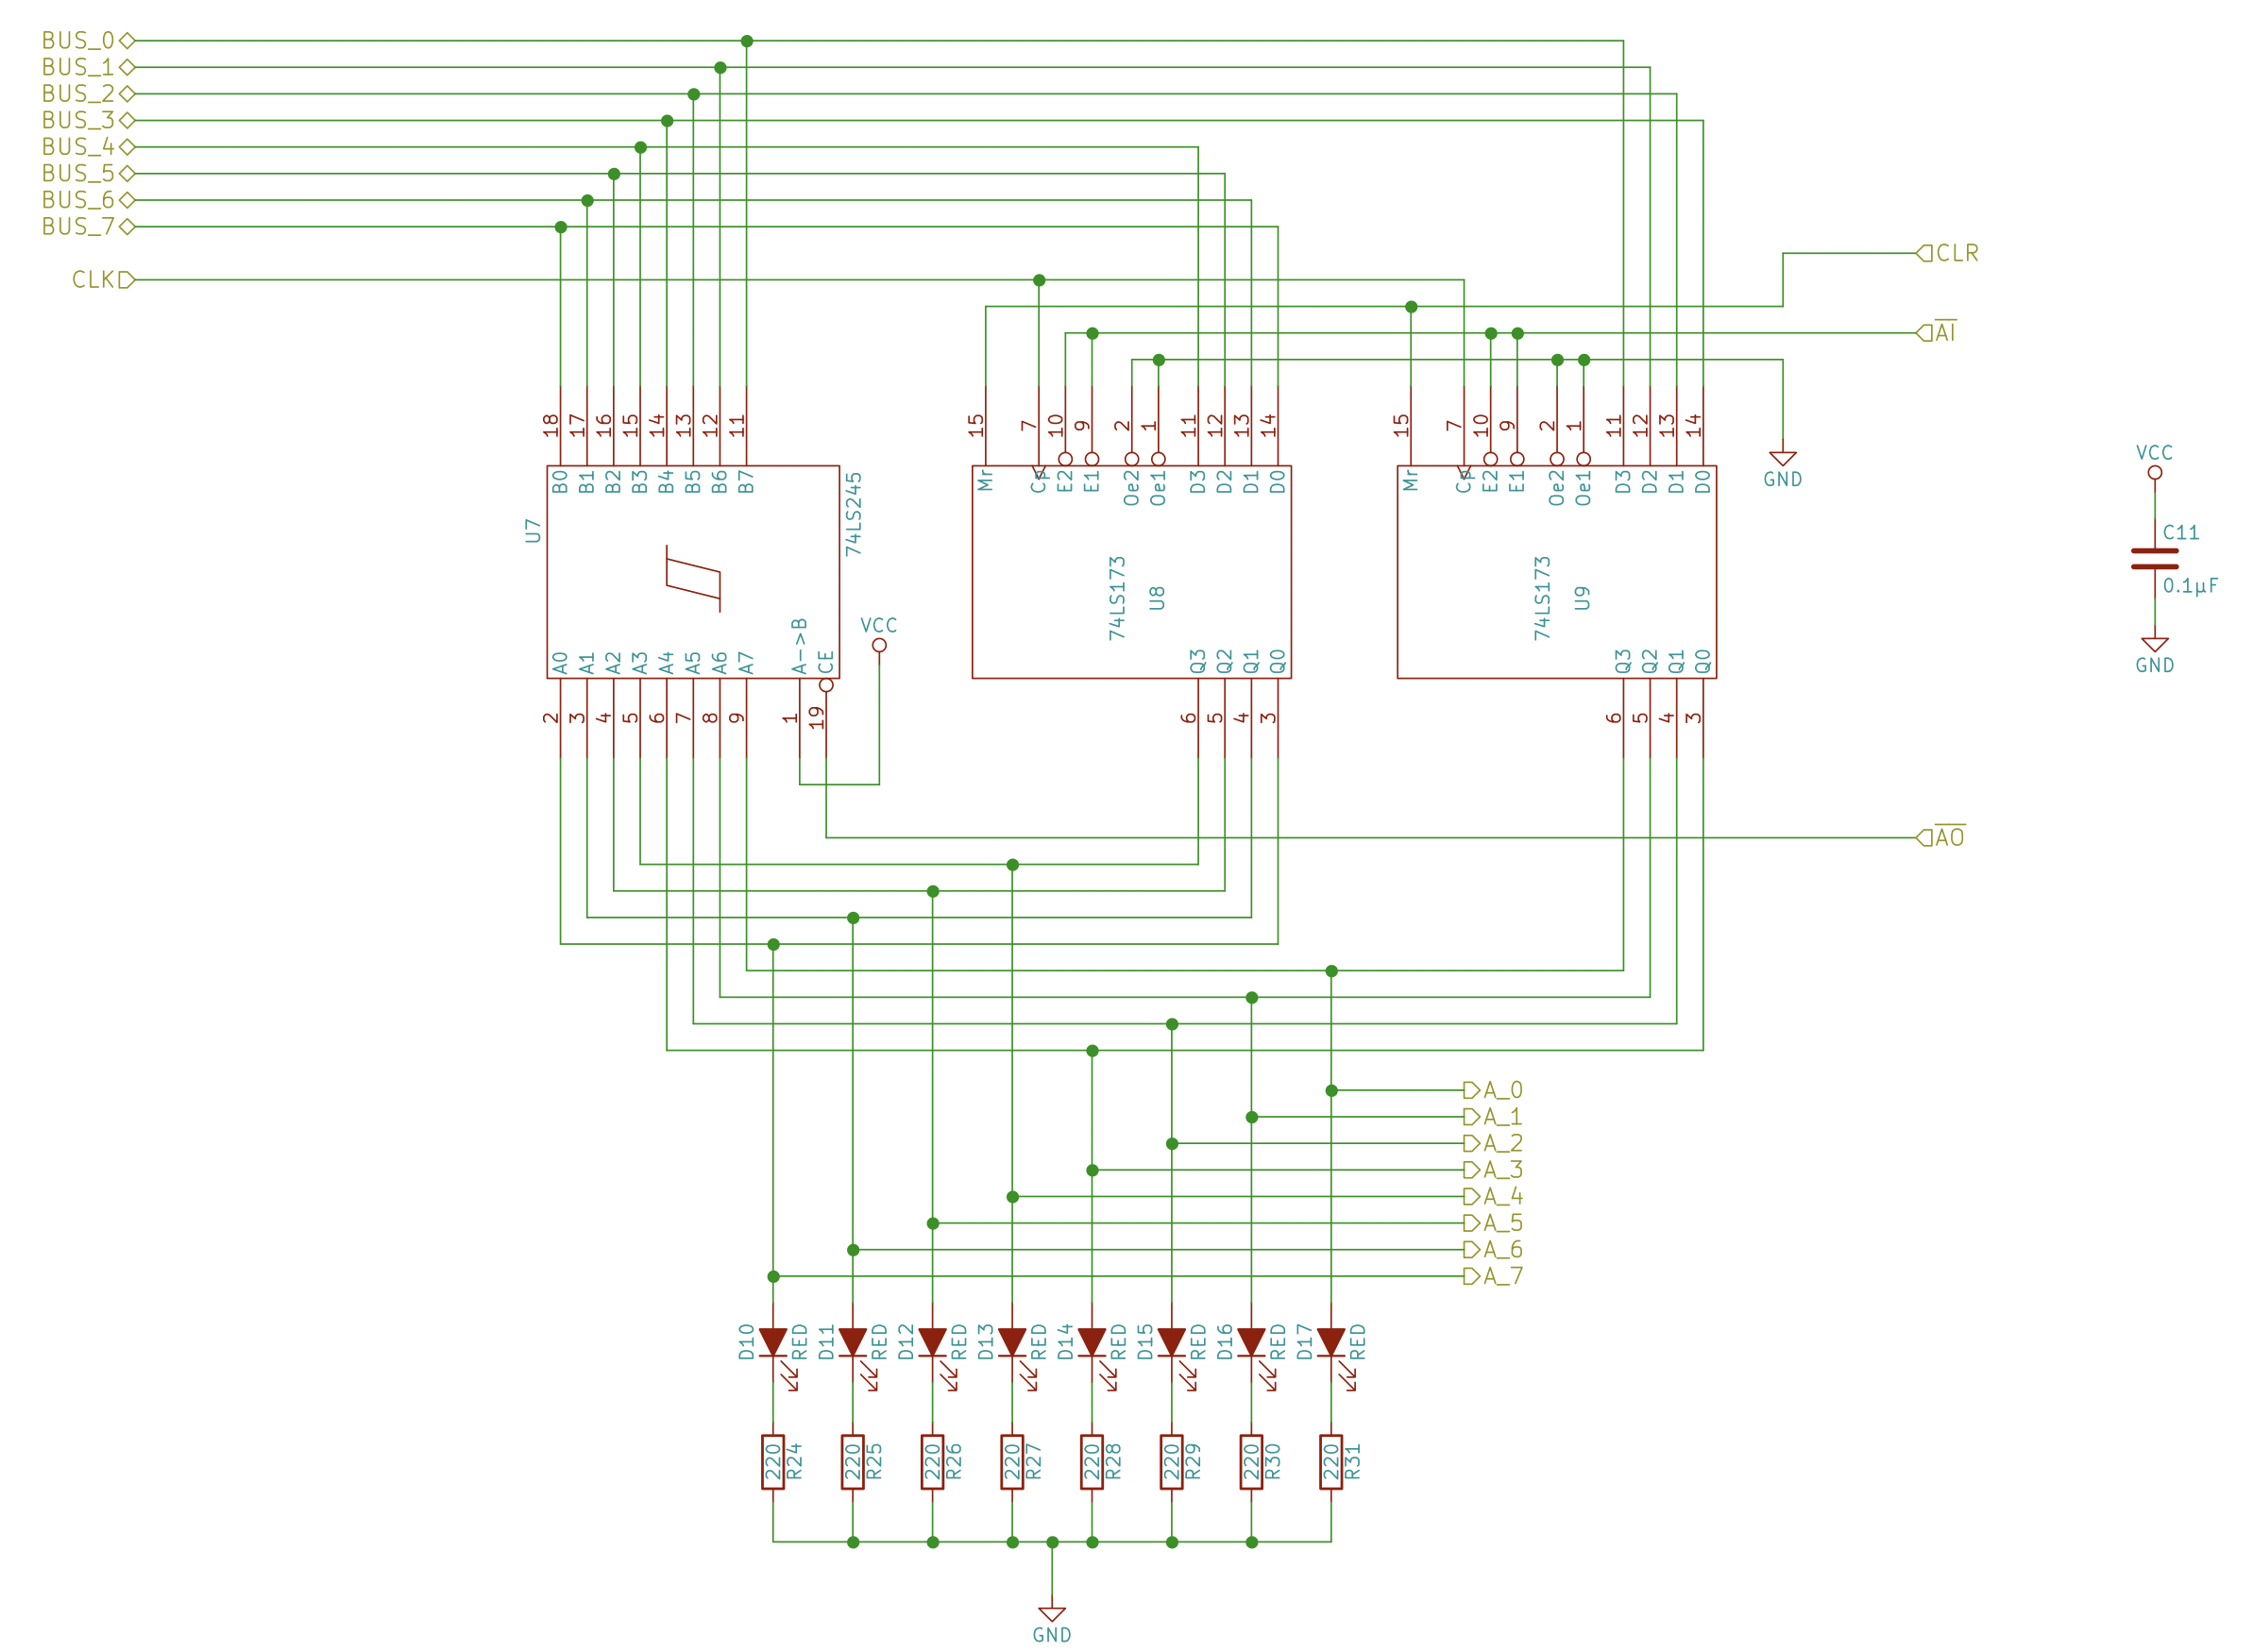 BUS_0
BUS_1
BUS_2
BUS_3
BUS_4
BUS_5
BUS_6
BUS_7
CLK
CLR
A̅I̅
18 17 16 15 14 13 12 11
15 7 10 9 2 1 11 12 13 14
15 7 10 9 2 1 11 12 13 14
B0 B1 B2 B3 B4 B5 B6 B7
Mr Cp E2 E1 Oe2 Oe1 D3 D2 D1 D0
Mr Cp E2 E1 Oe2 Oe1 D3 D2 D1 D0
GND
U7
74LS245
74LS173
U8
74LS173
U9
VCC
C11
0.1µF
GND
VCC
A0 A1 A2 A3 A4 A5 A6 A7 A->B CE
Q3 Q2 Q1 Q0
Q3 Q2 Q1 Q0
2 3 4 5 6 7 8 9 1 19
6 5 4 3
6 5 4 3
A̅O̅
A_0
A_1
A_2
A_3
A_4
A_5
A_6
A_7
D10 RED D11 RED D12 RED D13 RED D14 RED D15 RED D16 RED D17 RED
220 R24 220 R25 220 R26 220 R27 220 R28 220 R29 220 R30 220 R31
GND